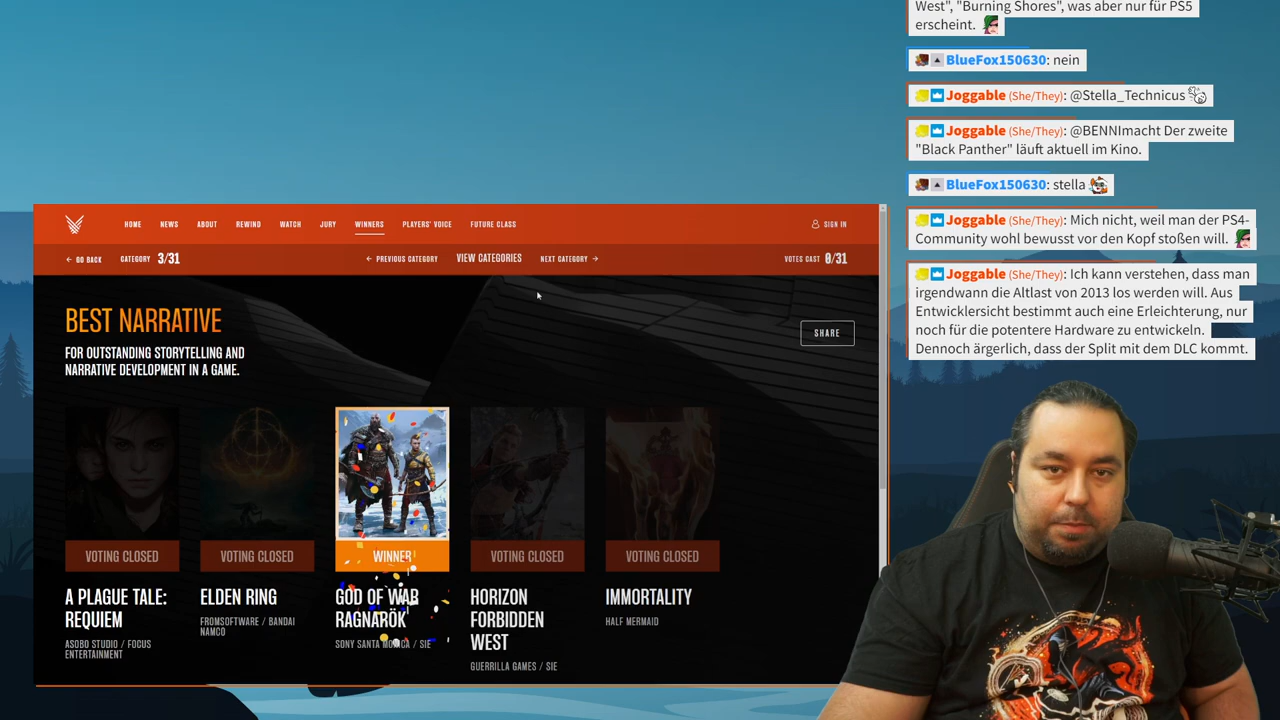 HOME NEWS ABOUT REWIND WATCH JURY WINNERS PLAYERS' VOICE FUTURE CLASS SIGN IN
← GO BACK CATEGORY 3/31 ← PREVIOUS CATEGORY VIEW CATEGORIES NEXT CATEGORY → VOTES CAST 0/31
BEST NARRATIVE
FOR OUTSTANDING STORYTELLING AND
NARRATIVE DEVELOPMENT IN A GAME.
SHARE
VOTING CLOSED
A PLAGUE TALE:
REQUIEM
ASOBO STUDIO / FOCUS
ENTERTAINMENT
VOTING CLOSED
ELDEN RING
FROMSOFTWARE / BANDAI
NAMCO
WINNER
GOD OF WAR
RAGNARÖK
SONY SANTA MONICA / SIE
VOTING CLOSED
HORIZON
FORBIDDEN
WEST
GUERRILLA GAMES / SIE
VOTING CLOSED
IMMORTALITY
HALF MERMAID
West", "Burning Shores", was aber nur für PS5
erscheint.
BlueFox150630: nein
Joggable (She/They): @Stella_Technicus
Joggable (She/They): @BENNImacht Der zweite
"Black Panther" läuft aktuell im Kino.
BlueFox150630: stella
Joggable (She/They): Mich nicht, weil man der PS4-
Community wohl bewusst vor den Kopf stoßen will.
Joggable (She/They): Ich kann verstehen, dass man
irgendwann die Altlast von 2013 los werden will. Aus
Entwicklersicht bestimmt auch eine Erleichterung, nur
noch für die potentere Hardware zu entwickeln.
Dennoch ärgerlich, dass der Split mit dem DLC kommt.